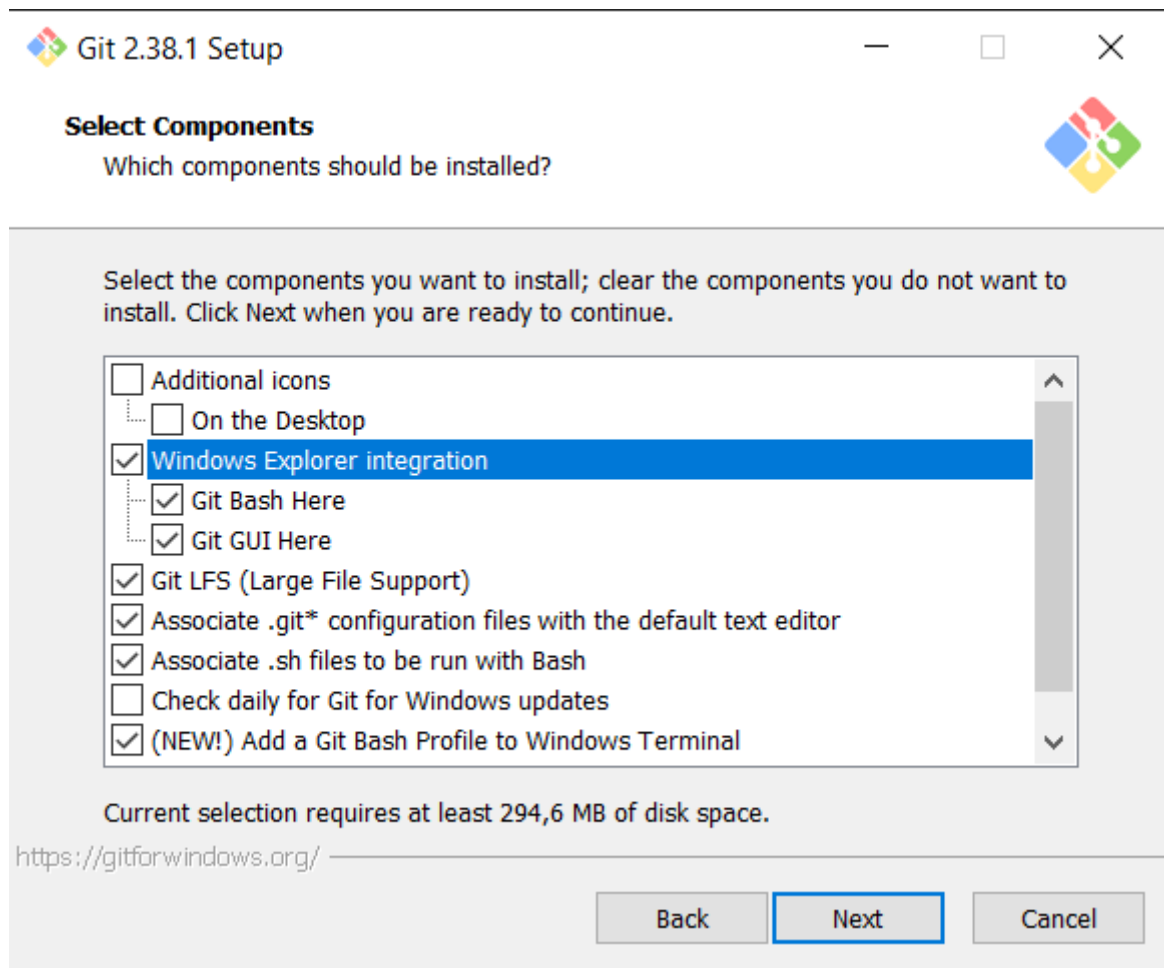 Git 2.38.1 Setup
Select Components
Which components should be installed?
Select the components you want to install; clear the components you do not want to
install. Click Next when you are ready to continue.
Additional icons
On the Desktop
Windows Explorer integration
Git Bash Here
Git GUI Here
Git LFS (Large File Support)
Associate .git* configuration files with the default text editor
Associate .sh files to be run with Bash
Check daily for Git for Windows updates
(NEW!) Add a Git Bash Profile to Windows Terminal
Current selection requires at least 294,6 MB of disk space.
https://gitforwindows.org/
Back Next Cancel